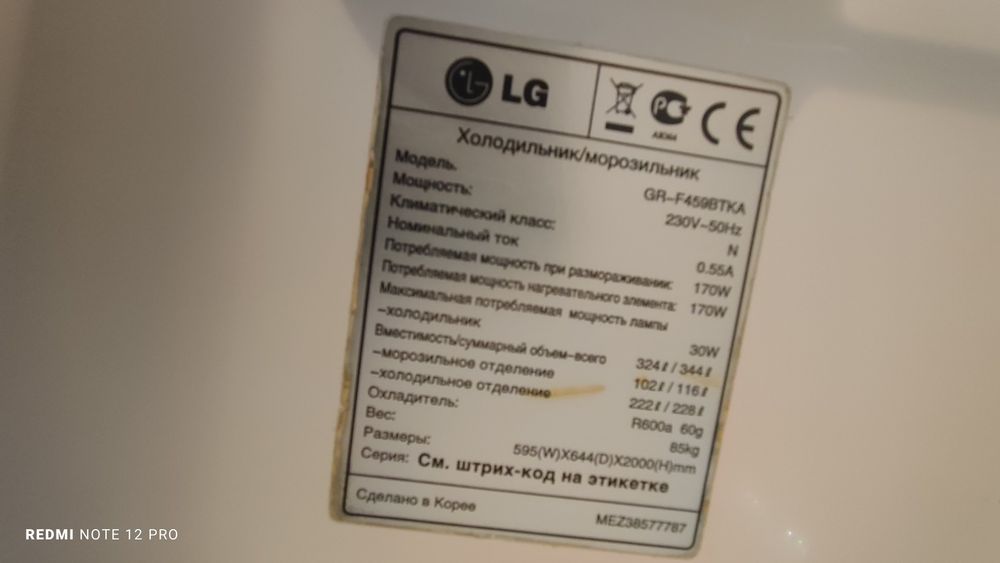 LG
РСТ
АЯ046
CE
Холодильник/морозильник
Модель. GR-F459BTKA
Мощность: 230V~50Hz
Климатический класс: N
Номинальный ток 0.55A
Потребляемая мощность при размораживании: 170W
Потребляемая мощность нагревательного элемента: 170W
Максимальная потребляемая мощность лампы
-холодильник 30W
Вместимость/суммарный объем-всего 324ℓ / 344ℓ
-морозильное отделение 102ℓ / 116ℓ
-холодильное отделение 222ℓ / 228ℓ
Охладитель: R600a 60g
Вес: 85kg
Размеры: 595(W)X644(D)X2000(H)mm
Серия: См. штрих-код на этикетке
Сделано в Корее MEZ38577787
REDMI NOTE 12 PRO